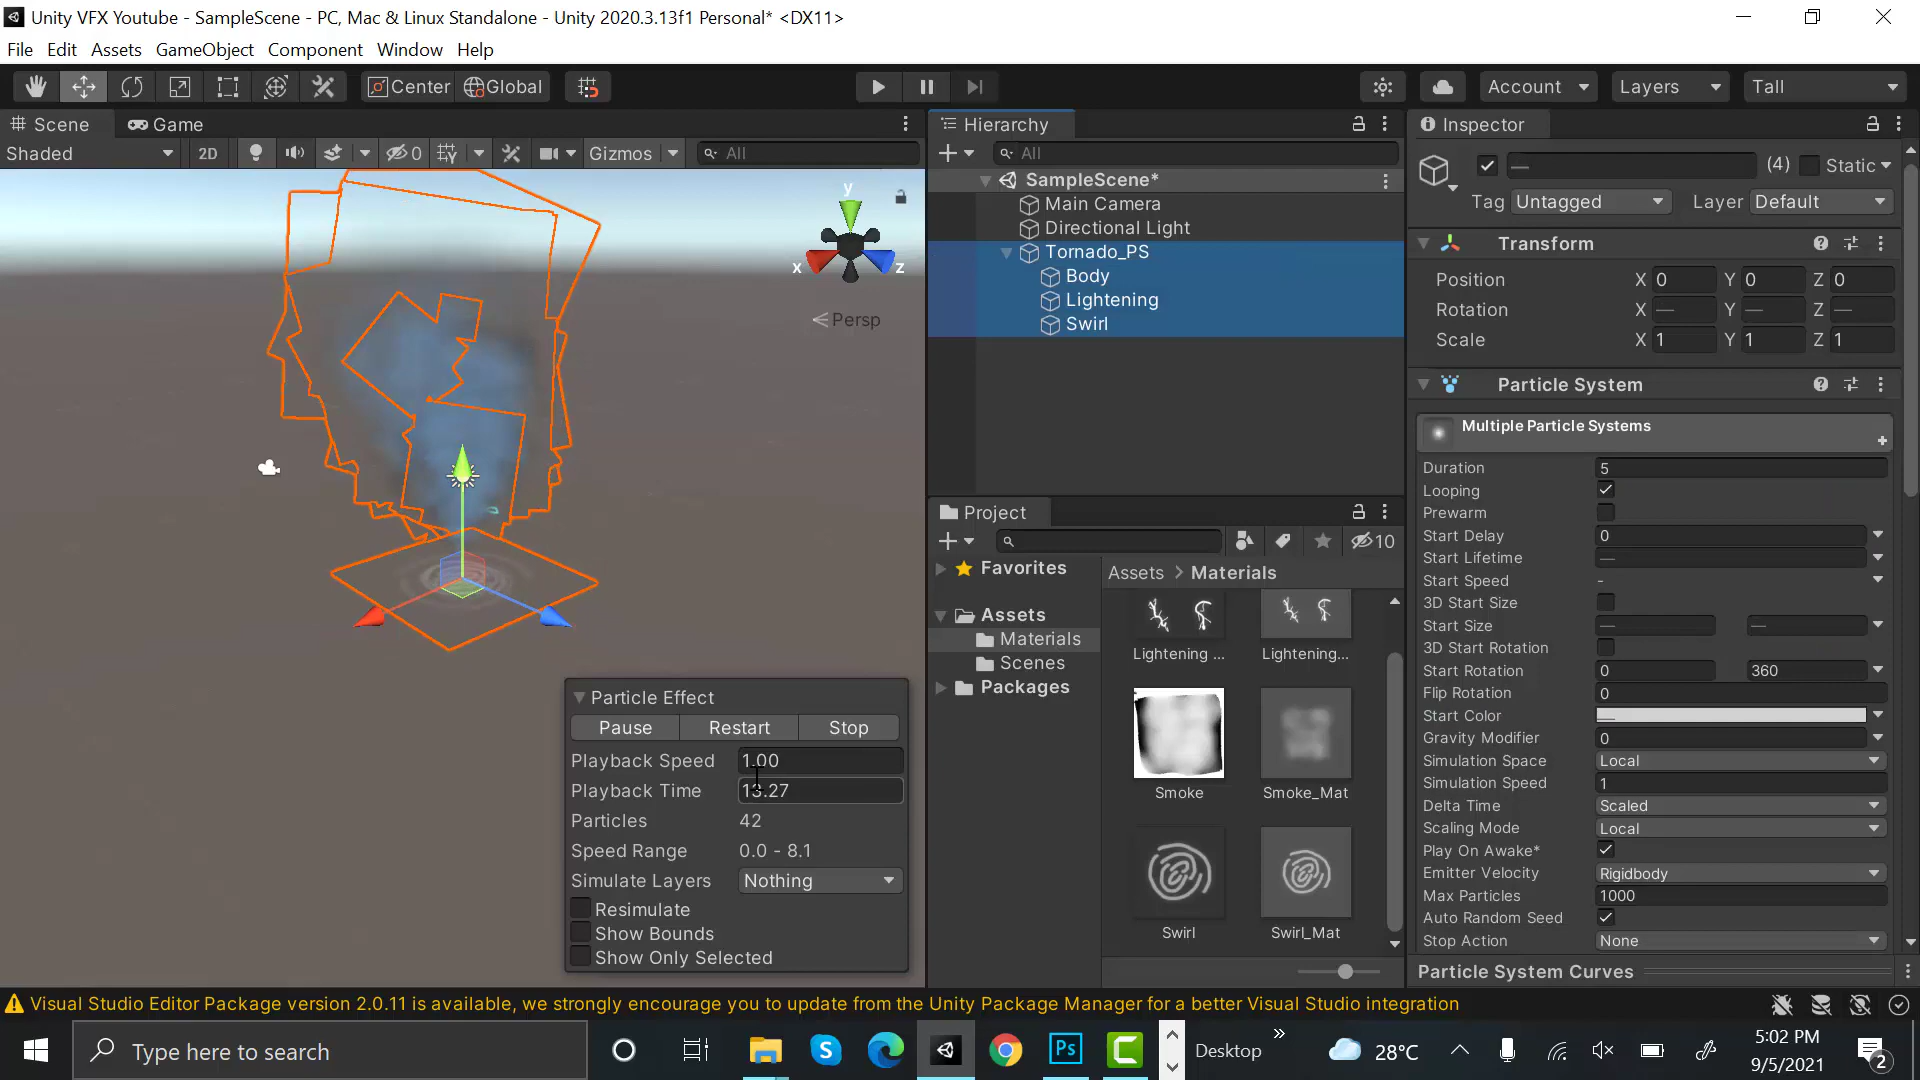 Unity VFX Youtube - SampleScene - PC, Mac & Linux Standalone - Unity 2020.3.13f1 Personal* <DX11>
File Edit Assets GameObject Component Window Help
Center Global Account Layers Tall
Scene Game
Shaded 2D 0 Gizmos All
y
x z
Persp
Particle Effect
Pause Restart Stop
Playback Speed 1.00
Playback Time 13.27
Particles 42
Speed Range 0.0 - 8.1
Simulate Layers Nothing
Resimulate
Show Bounds
Show Only Selected
Hierarchy
All
SampleScene*
Main Camera
Directional Light
Tornado_PS
Body
Lightening
Swirl
Project
10
Favorites
Assets
Materials
Scenes
Packages
Assets > Materials
Lightening ... Lightening...
Smoke Smoke_Mat
Swirl Swirl_Mat
Inspector
— (4) Static
Tag Untagged Layer Default
Transform
Position X 0 Y 0 Z 0
Rotation X — Y — Z —
Scale X 1 Y 1 Z 1
Particle System
Multiple Particle Systems
Duration 5
Looping
Prewarm
Start Delay 0
Start Lifetime —
Start Speed -
3D Start Size
Start Size — —
3D Start Rotation
Start Rotation 0 360
Flip Rotation 0
Start Color —
Gravity Modifier 0
Simulation Space Local
Simulation Speed 1
Delta Time Scaled
Scaling Mode Local
Play On Awake*
Emitter Velocity Rigidbody
Max Particles 1000
Auto Random Seed
Stop Action None
Particle System Curves
Visual Studio Editor Package version 2.0.11 is available, we strongly encourage you to update from the Unity Package Manager for a better Visual Studio integration
Type here to search
Ps
Desktop
28°C
5:02 PM
9/5/2021
2